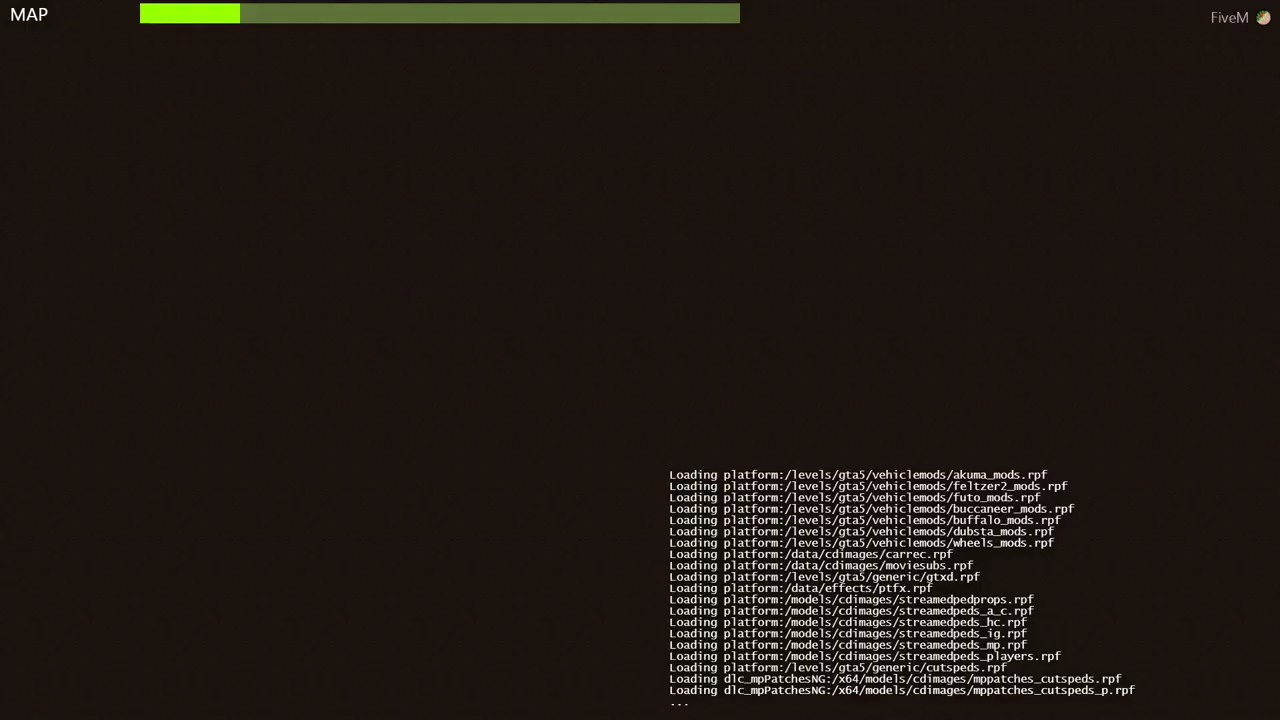 MAP
FiveM
Loading platform:/levels/gta5/vehiclemods/akuma_mods.rpf
Loading platform:/levels/gta5/vehiclemods/feltzer2_mods.rpf
Loading platform:/levels/gta5/vehiclemods/futo_mods.rpf
Loading platform:/levels/gta5/vehiclemods/buccaneer_mods.rpf
Loading platform:/levels/gta5/vehiclemods/buffalo_mods.rpf
Loading platform:/levels/gta5/vehiclemods/dubsta_mods.rpf
Loading platform:/levels/gta5/vehiclemods/wheels_mods.rpf
Loading platform:/data/cdimages/carrec.rpf
Loading platform:/data/cdimages/moviesubs.rpf
Loading platform:/levels/gta5/generic/gtxd.rpf
Loading platform:/data/effects/ptfx.rpf
Loading platform:/models/cdimages/streamedpedprops.rpf
Loading platform:/models/cdimages/streamedpeds_a_c.rpf
Loading platform:/models/cdimages/streamedpeds_hc.rpf
Loading platform:/models/cdimages/streamedpeds_ig.rpf
Loading platform:/models/cdimages/streamedpeds_mp.rpf
Loading platform:/models/cdimages/streamedpeds_players.rpf
Loading platform:/levels/gta5/generic/cutspeds.rpf
Loading dlc_mpPatchesNG:/x64/models/cdimages/mppatches_cutspeds.rpf
Loading dlc_mpPatchesNG:/x64/models/cdimages/mppatches_cutspeds_p.rpf
...